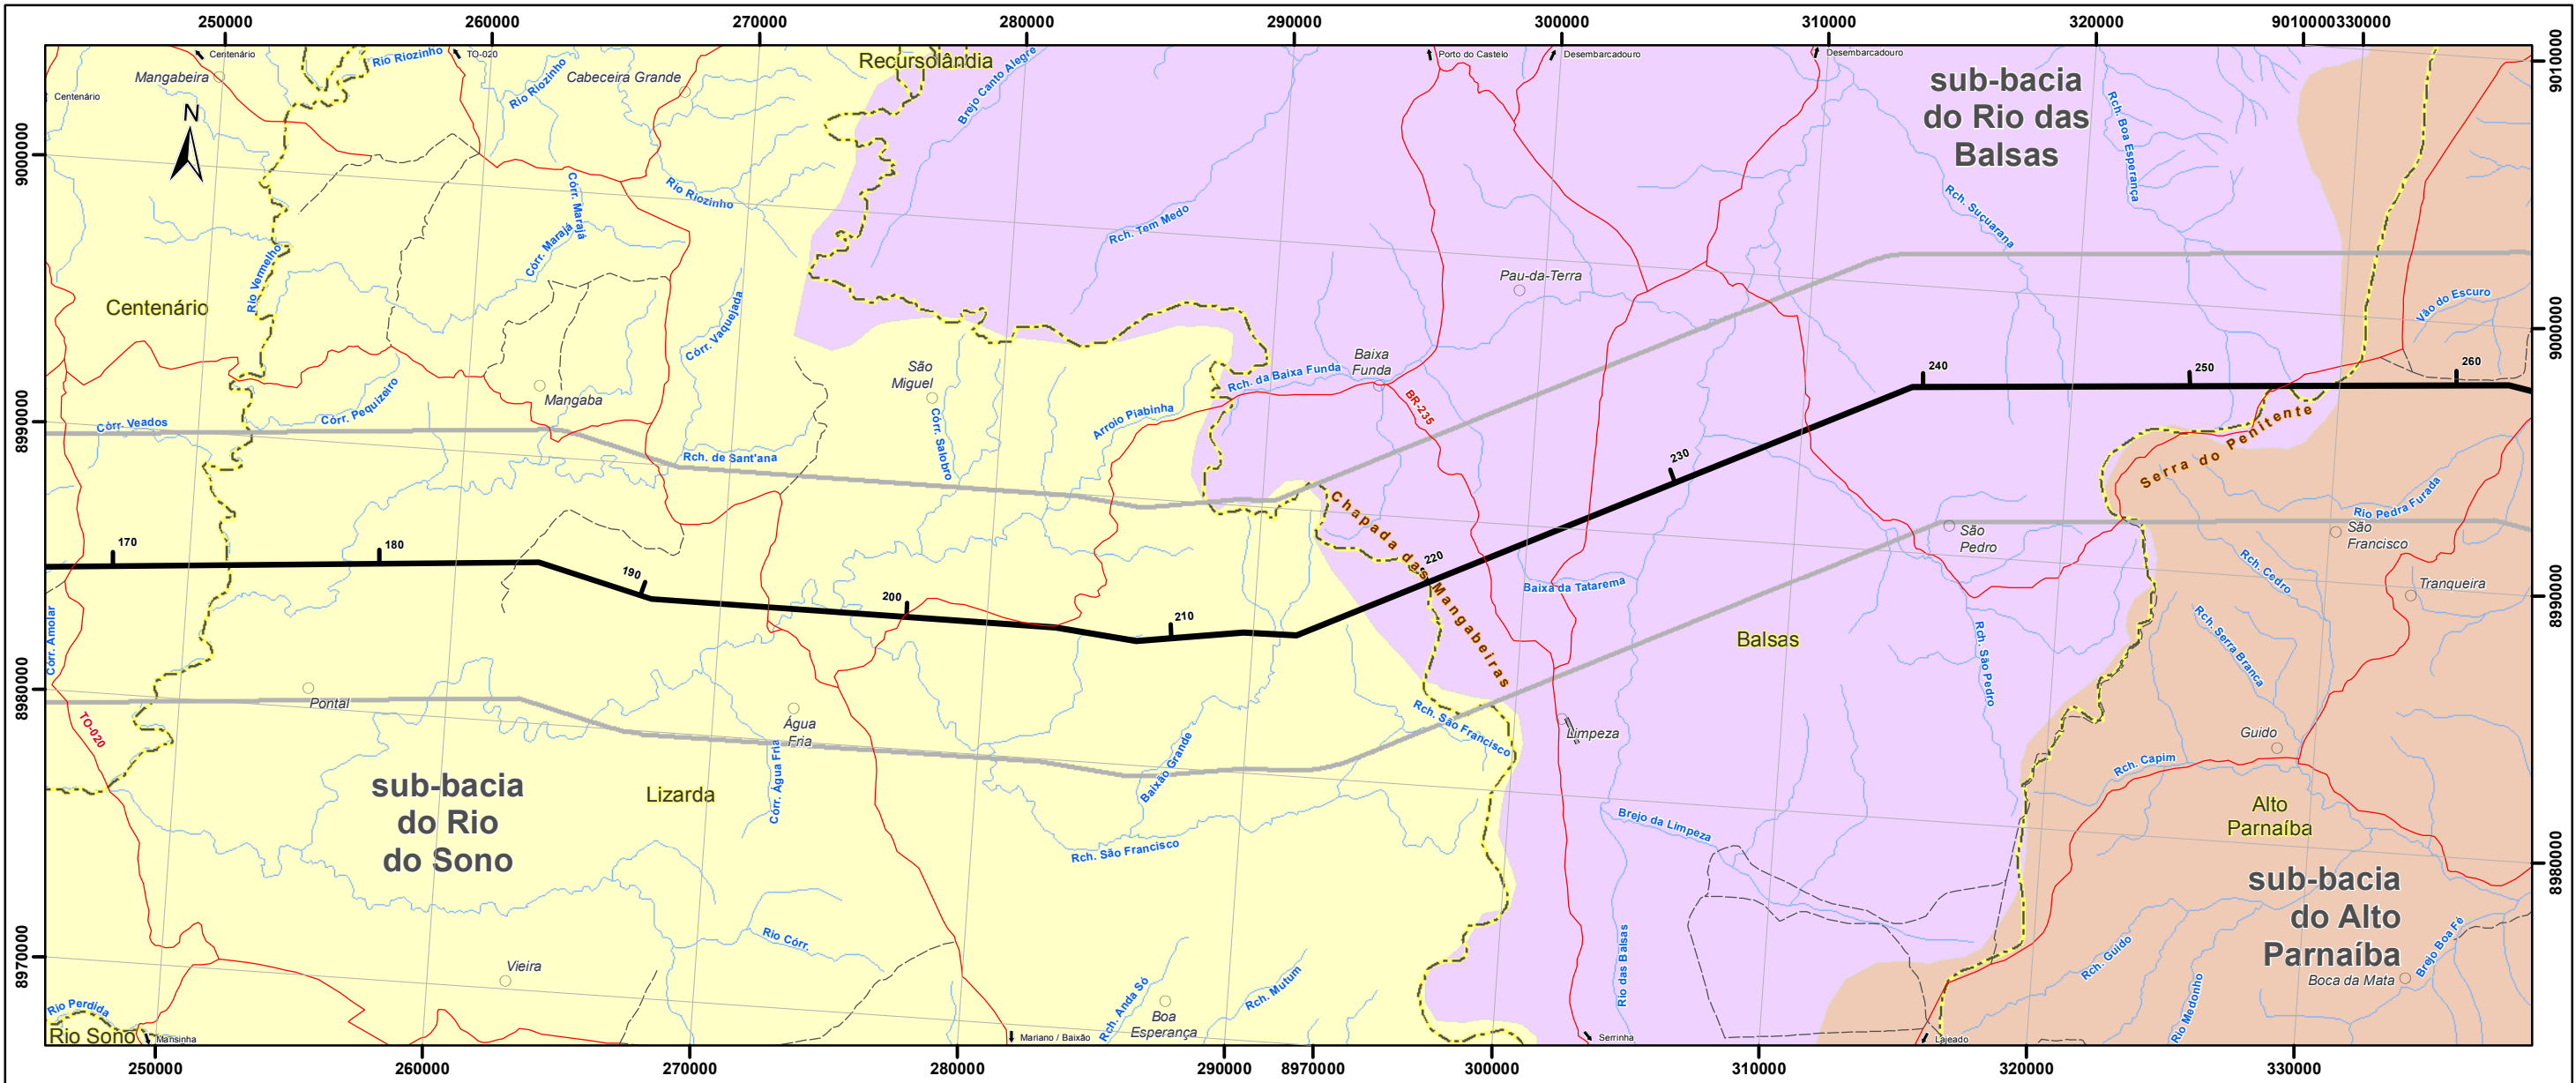 250000
260000
270000
280000
290000
300000
310000
320000
9010000
330000
9010000
9000000
8990000
8980000
9000000
8990000
8980000
8970000
250000
260000
270000
280000
290000
8970000
300000
310000
320000
330000
N
Centenário
Mangabeira
Centenário
Rio Riozinho
TO-020
Rio Riozinho
Cabeceira Grande
Recursolândia
Brejo Canto Alegre
Porto do Castelo
Desembarcadouro
Desembarcadouro
sub-bacia
do Rio das
Balsas
Rch. Boa Esperança
Córr. Marajá
Córr. Marajá
Rio Riozinho
Rch. Tem Medo
Rch. Suçuarana
Rio Vermelho
Centenário
Córr. Vaquejada
Pau-da-Terra
Vão do Escuro
São
Miguel
Baixa
Funda
Rch. da Baixa Funda
BR-235
Mangaba
Córr. Pequizeiro
Córr. Veados
Arroio Piabinha
Córr. Salobro
Rch. de Sant'ana
Serra do Penitente
Chapada das Mangabeiras
Rio Pedra Furada
São
Francisco
São
Pedro
Rch. Cedro
Tranqueira
Rch. Serra Branca
170
180
190
200
210
220
230
240
250
260
Baixa da Tatarema
Balsas
Rch. São Pedro
Córr. Amolar
TO-020
Pontal
Água
Fria
Córr. Água Fria
Lizarda
sub-bacia
do Rio
do Sono
Baixão Grande
Rch. São Francisco
Rch. São Francisco
Limpeza
Brejo da Limpeza
Guido
Rch. Capim
Alto
Parnaíba
sub-bacia
do Alto
Parnaíba
Boca da Mata
Brejo Boa Fé
Rch. Guido
Rio Medonho
Rio das Balsas
Rio Córr.
Vieira
Rch. Anda Só
Boa
Esperança
Rch. Mutum
Rio Perdida
Rio Sono
Mansinha
Mariano / Baixão
Serrinha
Lajeado